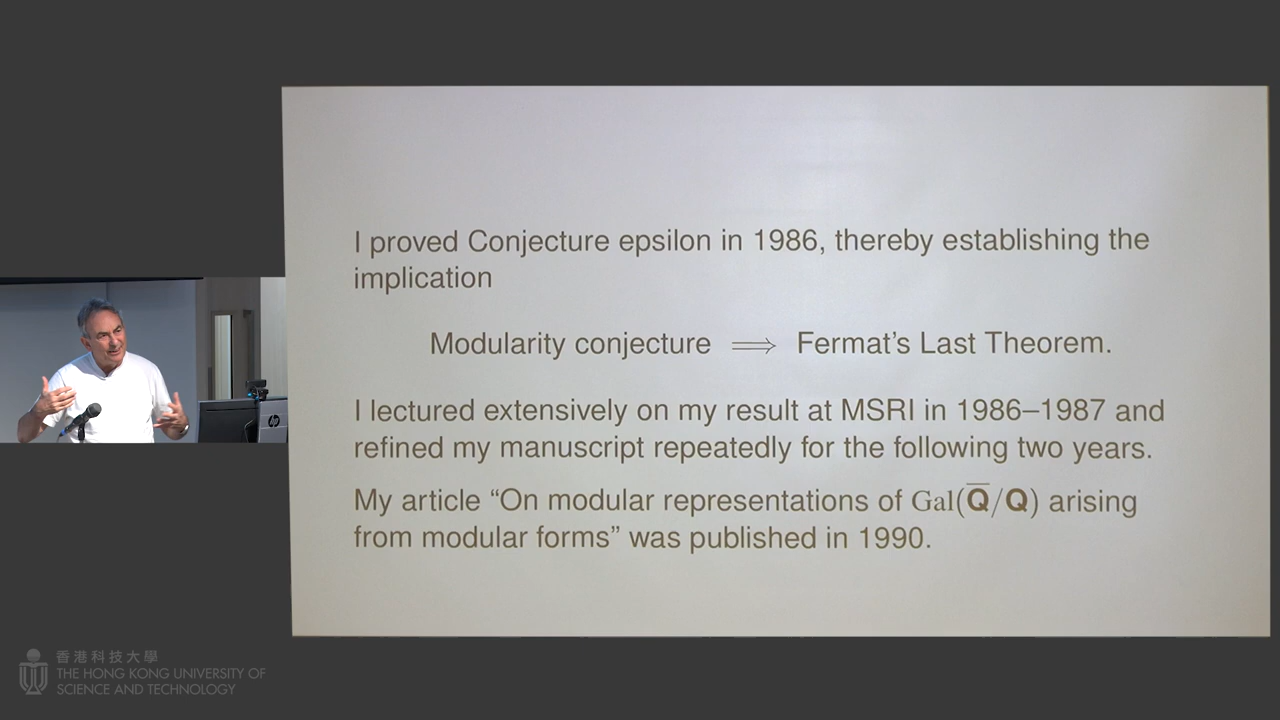 I proved Conjecture epsilon in 1986, thereby establishing the
implication
Modularity conjecture ⟹ Fermat's Last Theorem.
I lectured extensively on my result at MSRI in 1986–1987 and
refined my manuscript repeatedly for the following two years.
My article “On modular representations of Gal(Q̅/Q) arising
from modular forms” was published in 1990.
hp
香港科技大學
THE HONG KONG UNIVERSITY OF
SCIENCE AND TECHNOLOGY